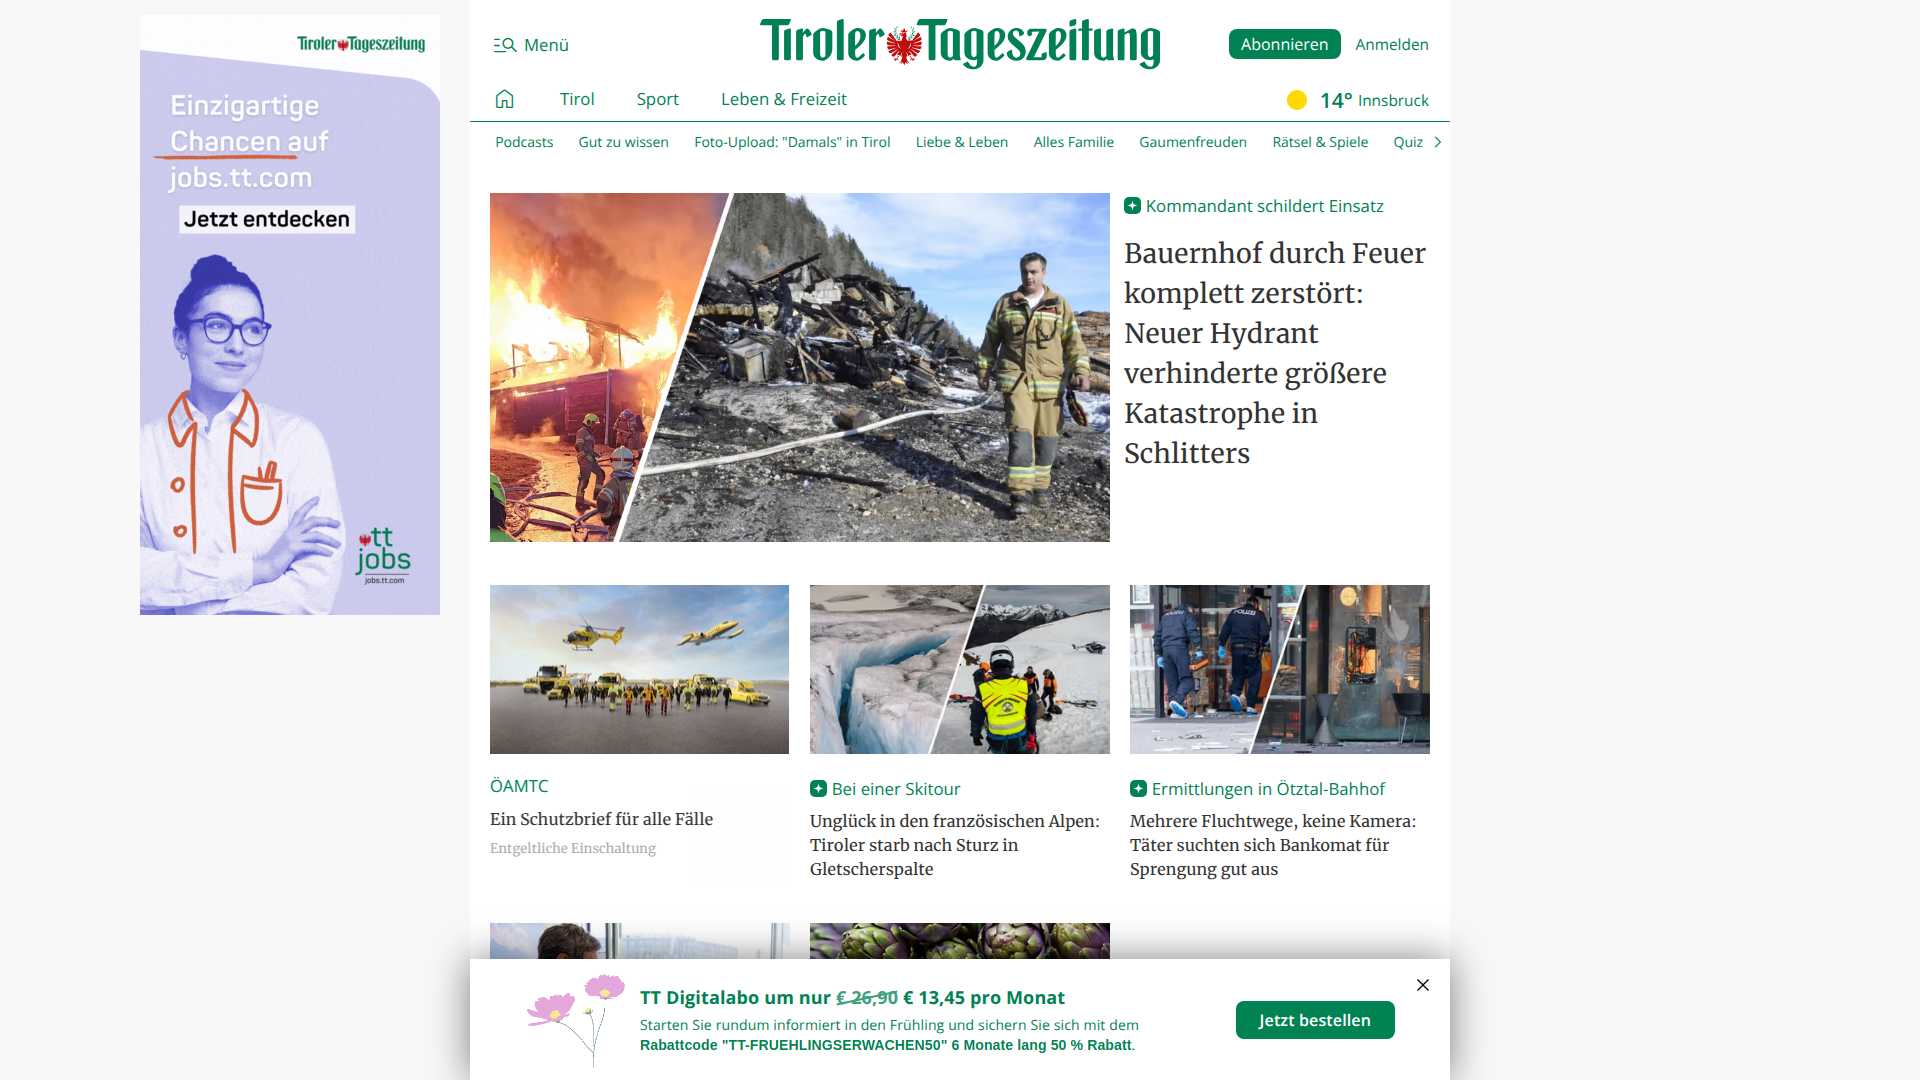 Tiroler Tageszeitung
Einzigartige
Chancen auf
jobs.tt.com
Jetzt entdecken
tt
jobs
jobs.tt.com
Menü
Tiroler Tageszeitung
Abonnieren
Anmelden
Tirol
Sport
Leben & Freizeit
14° Innsbruck
Podcasts
Gut zu wissen
Foto-Upload: "Damals" in Tirol
Liebe & Leben
Alles Familie
Gaumenfreuden
Rätsel & Spiele
Quiz
Kommandant schildert Einsatz
Bauernhof durch Feuer
komplett zerstört:
Neuer Hydrant
verhinderte größere
Katastrophe in
Schlitters
ÖAMTC
Ein Schutzbrief für alle Fälle
Entgeltliche Einschaltung
Bei einer Skitour
Unglück in den französischen Alpen:
Tiroler starb nach Sturz in
Gletscherspalte
POLIZEI
Ermittlungen in Ötztal-Bahnhof
Mehrere Fluchtwege, keine Kamera:
Täter suchten sich Bankomat für
Sprengung gut aus
TT Digitalabo um nur € 26,90 € 13,45 pro Monat
Starten Sie rundum informiert in den Frühling und sichern Sie sich mit dem
Rabattcode "TT-FRUEHLINGSERWACHEN50" 6 Monate lang 50 % Rabatt.
Jetzt bestellen